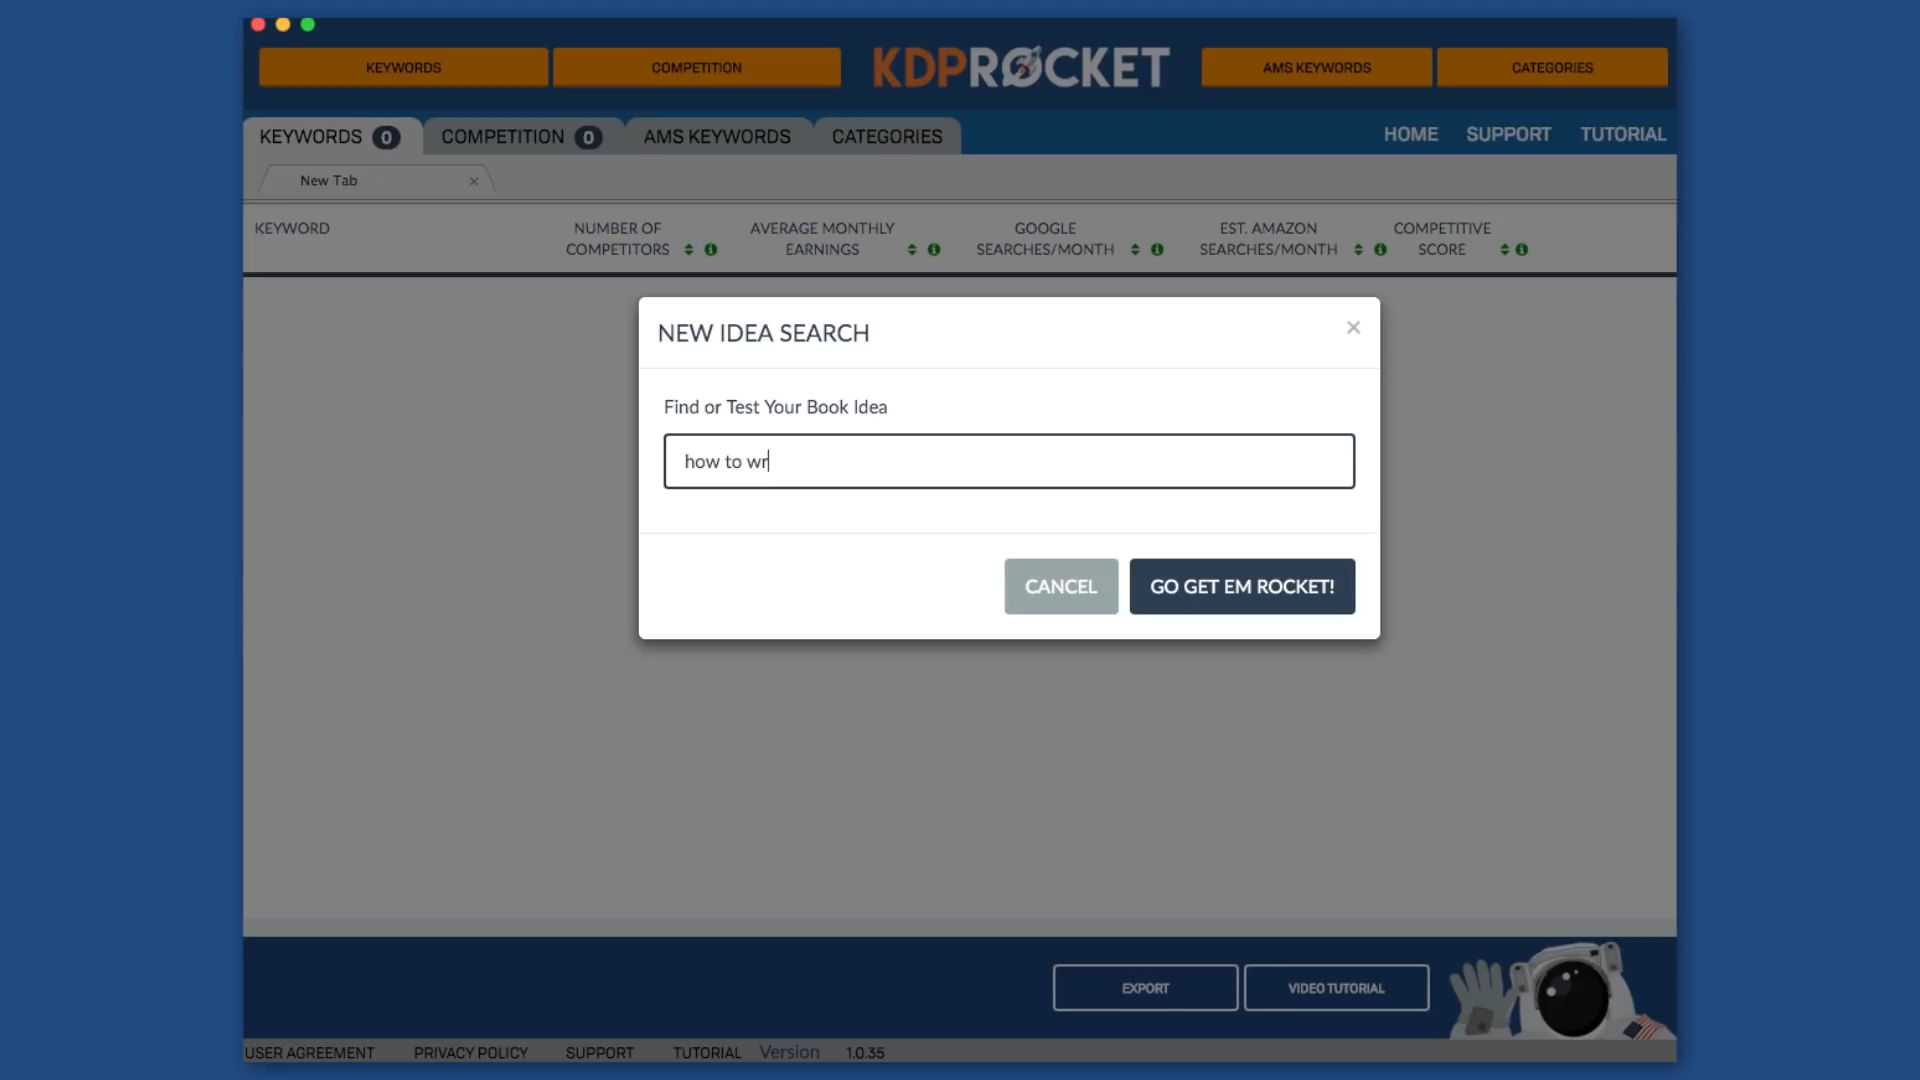 KEYWORDS
COMPETITION
KDPROCKET
AMS KEYWORDS
CATEGORIES
KEYWORDS 0
COMPETITION 0
AMS KEYWORDS
CATEGORIES
HOME
SUPPORT
TUTORIAL
New Tab ×
KEYWORD
NUMBER OF
COMPETITORS
AVERAGE MONTHLY
EARNINGS
GOOGLE
SEARCHES/MONTH
EST. AMAZON
SEARCHES/MONTH
COMPETITIVE
SCORE
NEW IDEA SEARCH ×
Find or Test Your Book Idea
how to wr
CANCEL
GO GET EM ROCKET!
EXPORT
VIDEO TUTORIAL
USER AGREEMENT
PRIVACY POLICY
SUPPORT
TUTORIAL
Version 1.0.35